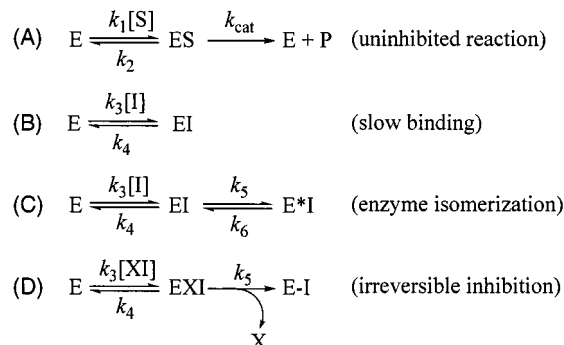 (A) E k₁[S] k₂ ES k_cat E + P (uninhibited reaction)
(B) E k₃[I] k₄ EI (slow binding)
(C) E k₃[I] k₄ EI k₅ k₆ E*I (enzyme isomerization)
(D) E k₃[XI] k₄ EXI k₅ E-I (irreversible inhibition)
X